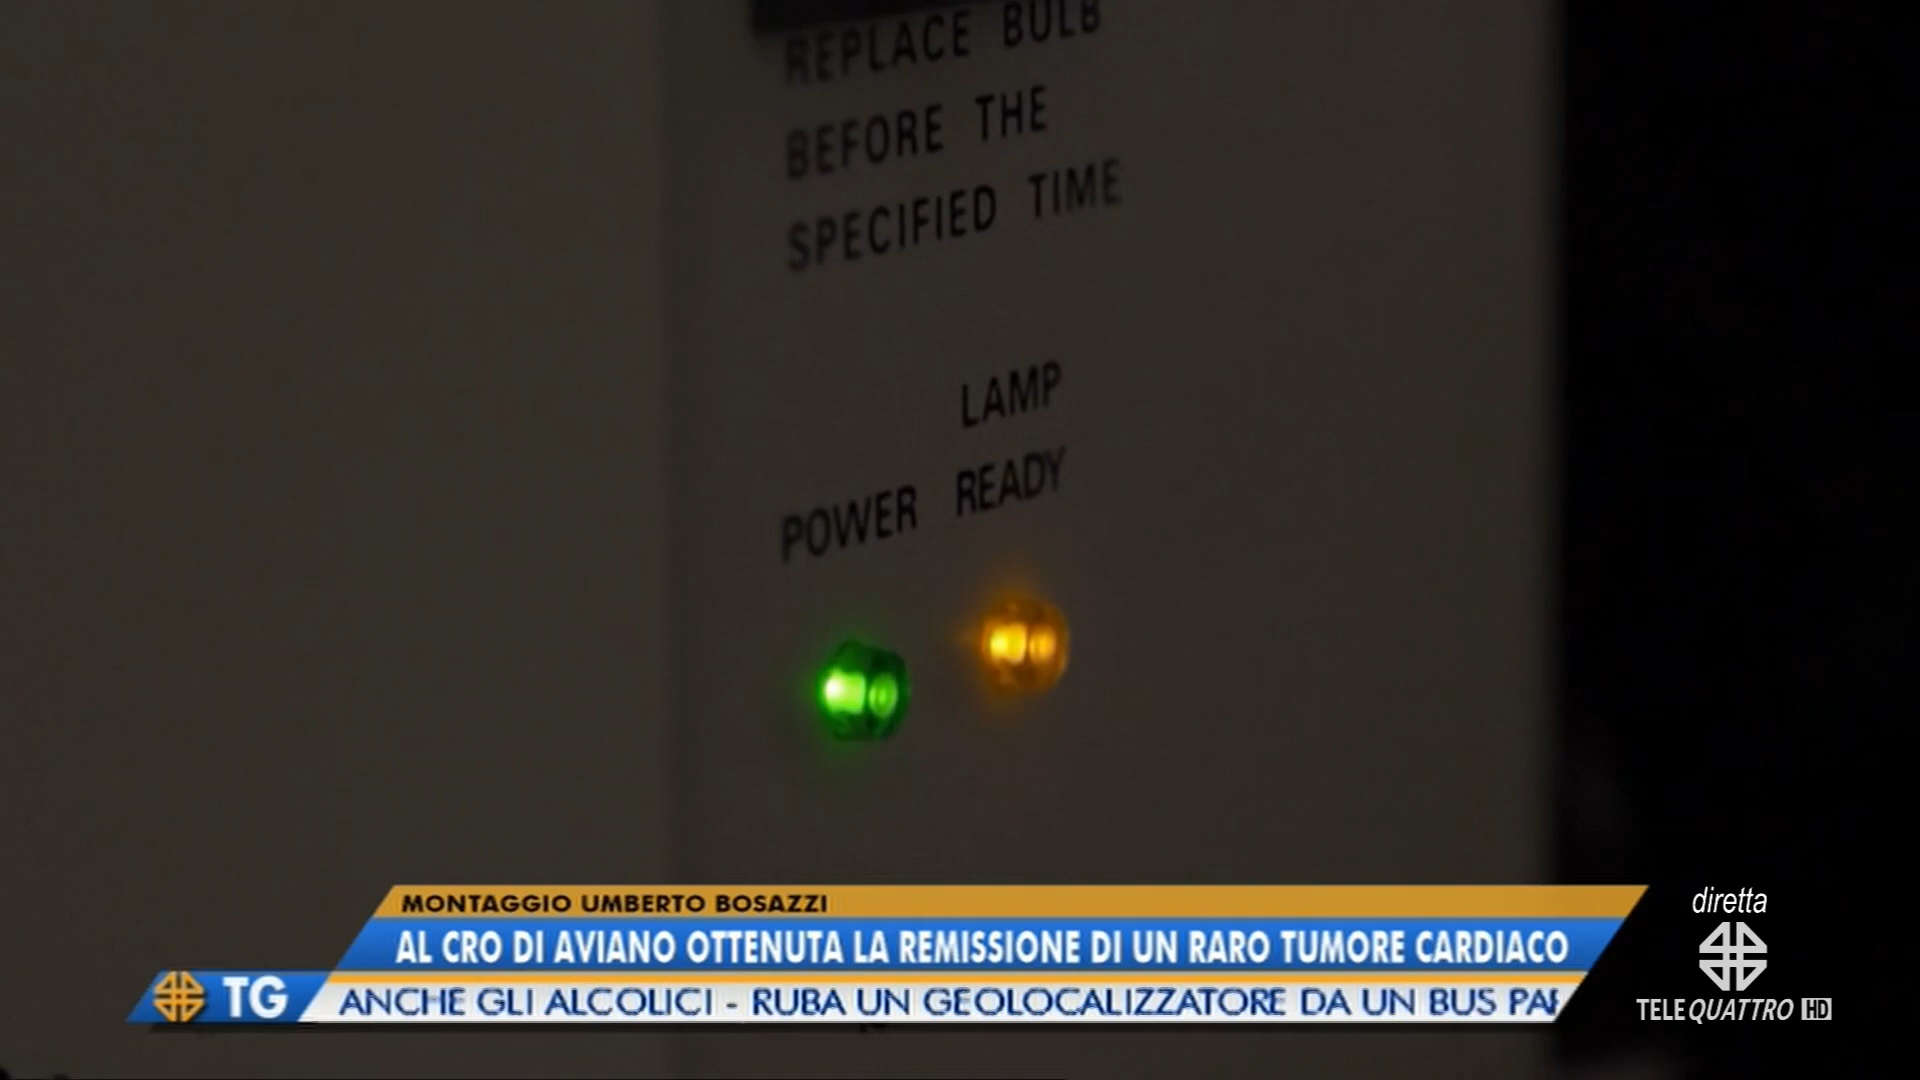 REPLACE BULB
BEFORE THE
SPECIFIED TIME
LAMP
POWER READY
MONTAGGIO UMBERTO BOSAZZI
AL CRO DI AVIANO OTTENUTA LA REMISSIONE DI UN RARO TUMORE CARDIACO
TG
ANCHE GLI ALCOLICI - RUBA UN GEOLOCALIZZATORE DA UN BUS
diretta
TELEQUATTRO HD